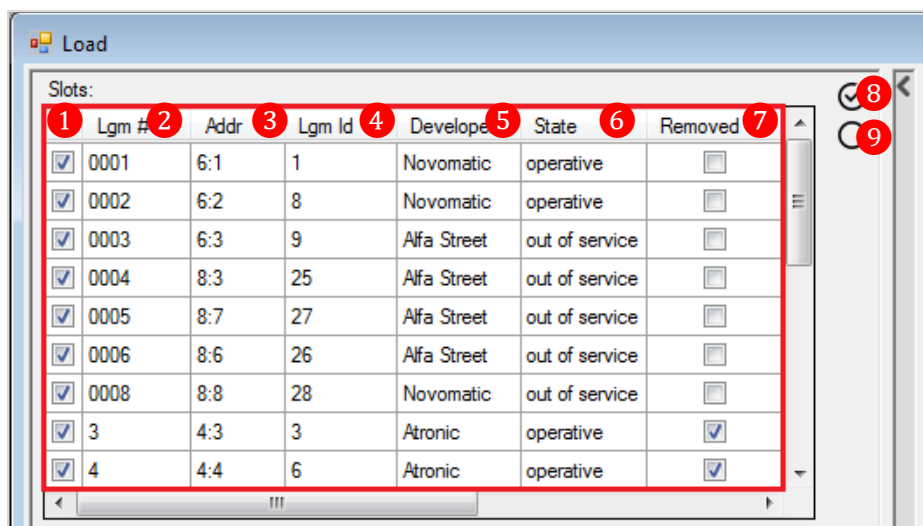 Load
Slots:
1 Lgm # 2 Addr 3 Lgm Id 4 Develope 5 State 6 Removed 7 8
9
0001 6:1 1 Novomatic operative
0002 6:2 8 Novomatic operative
0003 6:3 9 Alfa Street out of service
0004 8:3 25 Alfa Street out of service
0005 8:7 27 Alfa Street out of service
0006 8:6 26 Alfa Street out of service
0008 8:8 28 Novomatic out of service
3 4:3 3 Atronic operative
4 4:4 6 Atronic operative